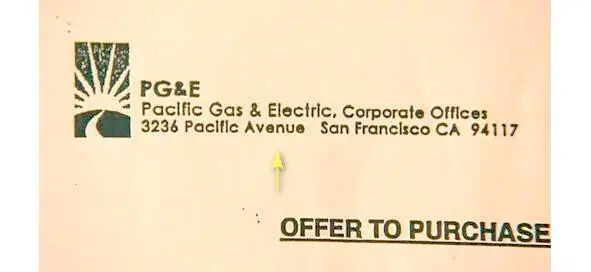 PG&E
Pacific Gas & Electric, Corporate Offices
3236 Pacific Avenue San Francisco CA 94117
OFFER TO PURCHASE